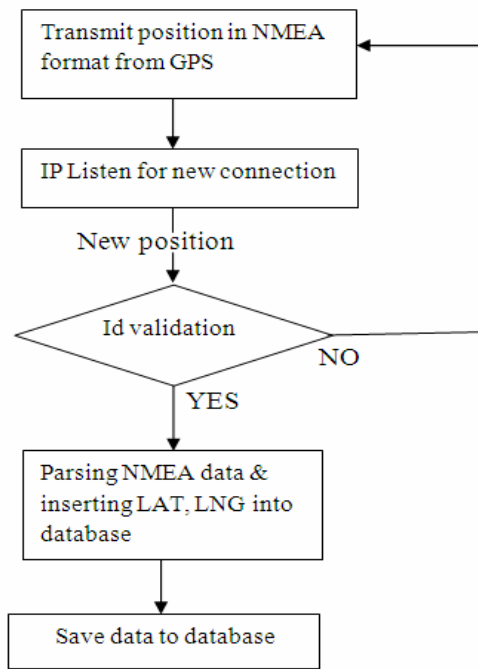 Transmit position in NMEA
format from GPS
IP Listen for new connection
New position
Id validation
NO
YES
Parsing NMEA data &
inserting LAT, LNG into
database
Save data to database